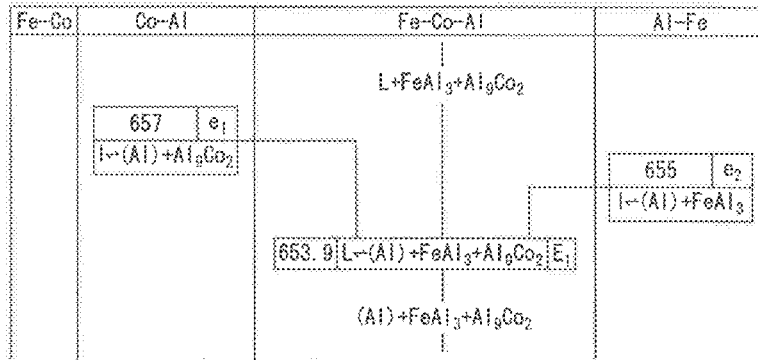 Fe-Co Co-Al Fe-Co-Al Al-Fe
L+FeAl₃+Al₉Co₂
657 e₁
l↽(Al)+Al₉Co₂
655 e₂
l↽(Al)+FeAl₃
653.9 L↽(Al)+FeAl₃+Al₉Co₂ E₁
(Al)+FeAl₃+Al₉Co₂